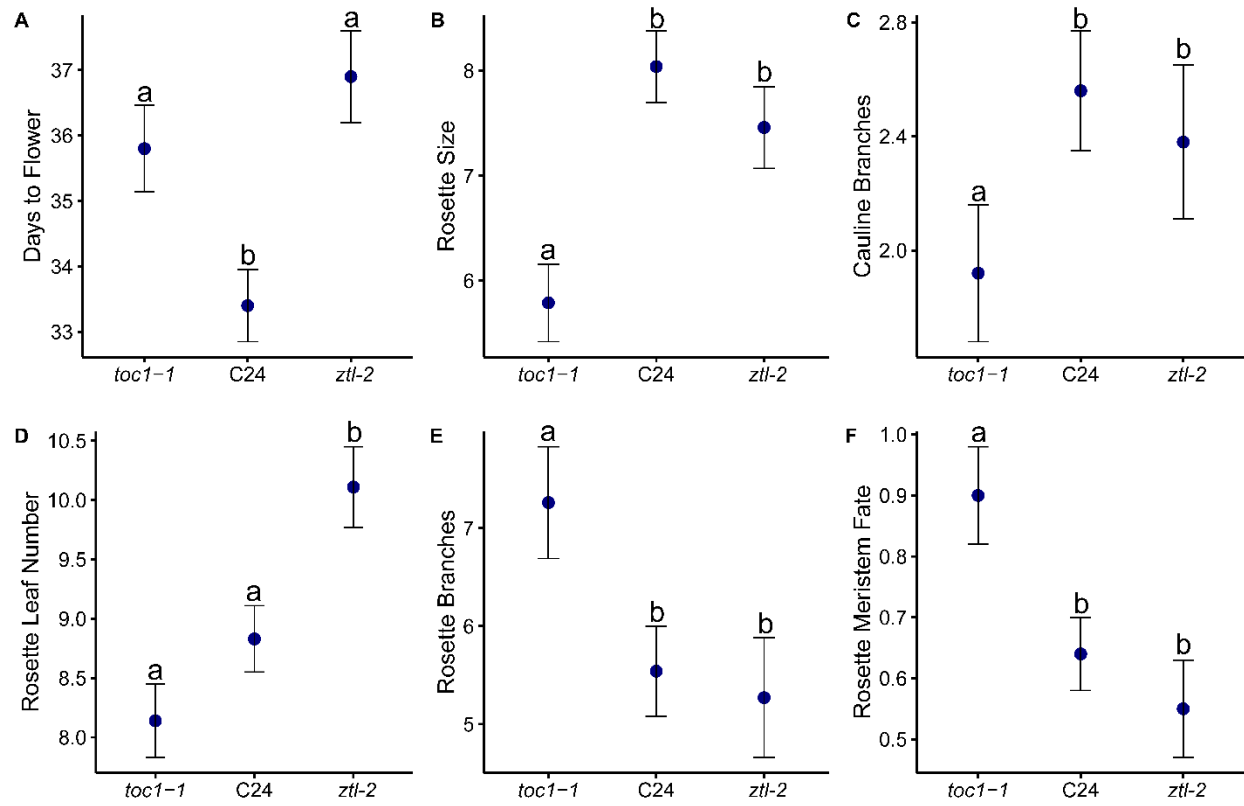 A
Days to Flower
37
36
35
34
33
a
b
a
toc1−1
C24
ztl-2
B
Rosette Size
8
7
6
a
b
b
toc1−1
C24
ztl-2
C
Cauline Branches
2.8
2.4
2.0
a
b
b
toc1−1
C24
ztl-2
D
Rosette Leaf Number
10.5
10.0
9.5
9.0
8.5
8.0
a
a
b
toc1−1
C24
ztl-2
E
Rosette Branches
7
6
5
a
b
b
toc1−1
C24
ztl-2
F
Rosette Meristem Fate
1.0
0.9
0.8
0.7
0.6
0.5
a
b
b
toc1−1
C24
ztl-2